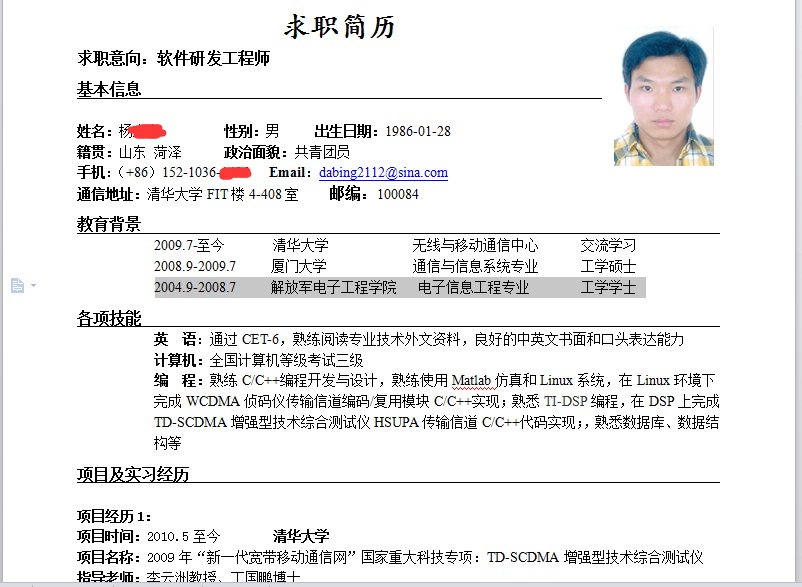 求职简历
求职意向：软件研发工程师
基本信息
姓名：杨 性别：男 出生日期：1986-01-28
籍贯：山东 菏泽 政治面貌：共青团员
手机：（+86）152-1036- Email：dabing2112@sina.com
通信地址：清华大学 FIT 楼 4-408 室 邮编：100084
教育背景
2009.7-至今 清华大学 无线与移动通信中心 交流学习
2008.9-2009.7 厦门大学 通信与信息系统专业 工学硕士
2004.9-2008.7 解放军电子工程学院 电子信息工程专业 工学学士
各项技能
英 语：通过 CET-6，熟练阅读专业技术外文资料，良好的中英文书面和口头表达能力
计算机：全国计算机等级考试三级
编 程：熟练 C/C++编程开发与设计，熟练使用 Matlab 仿真和 Linux 系统，在 Linux 环境下
完成 WCDMA 侦码仪传输信道编码/复用模块 C/C++实现；熟悉 TI-DSP 编程，在 DSP 上完成
TD-SCDMA 增强型技术综合测试仪 HSUPA 传输信道 C/C++代码实现；，熟悉数据库、数据结
构等
项目及实习经历
项目经历 1：
项目时间：2010.5 至今 清华大学
项目名称：2009 年“新一代宽带移动通信网”国家重大科技专项：TD-SCDMA 增强型技术综合测试仪
指导老师：李云洲教授、丁国鹏博士